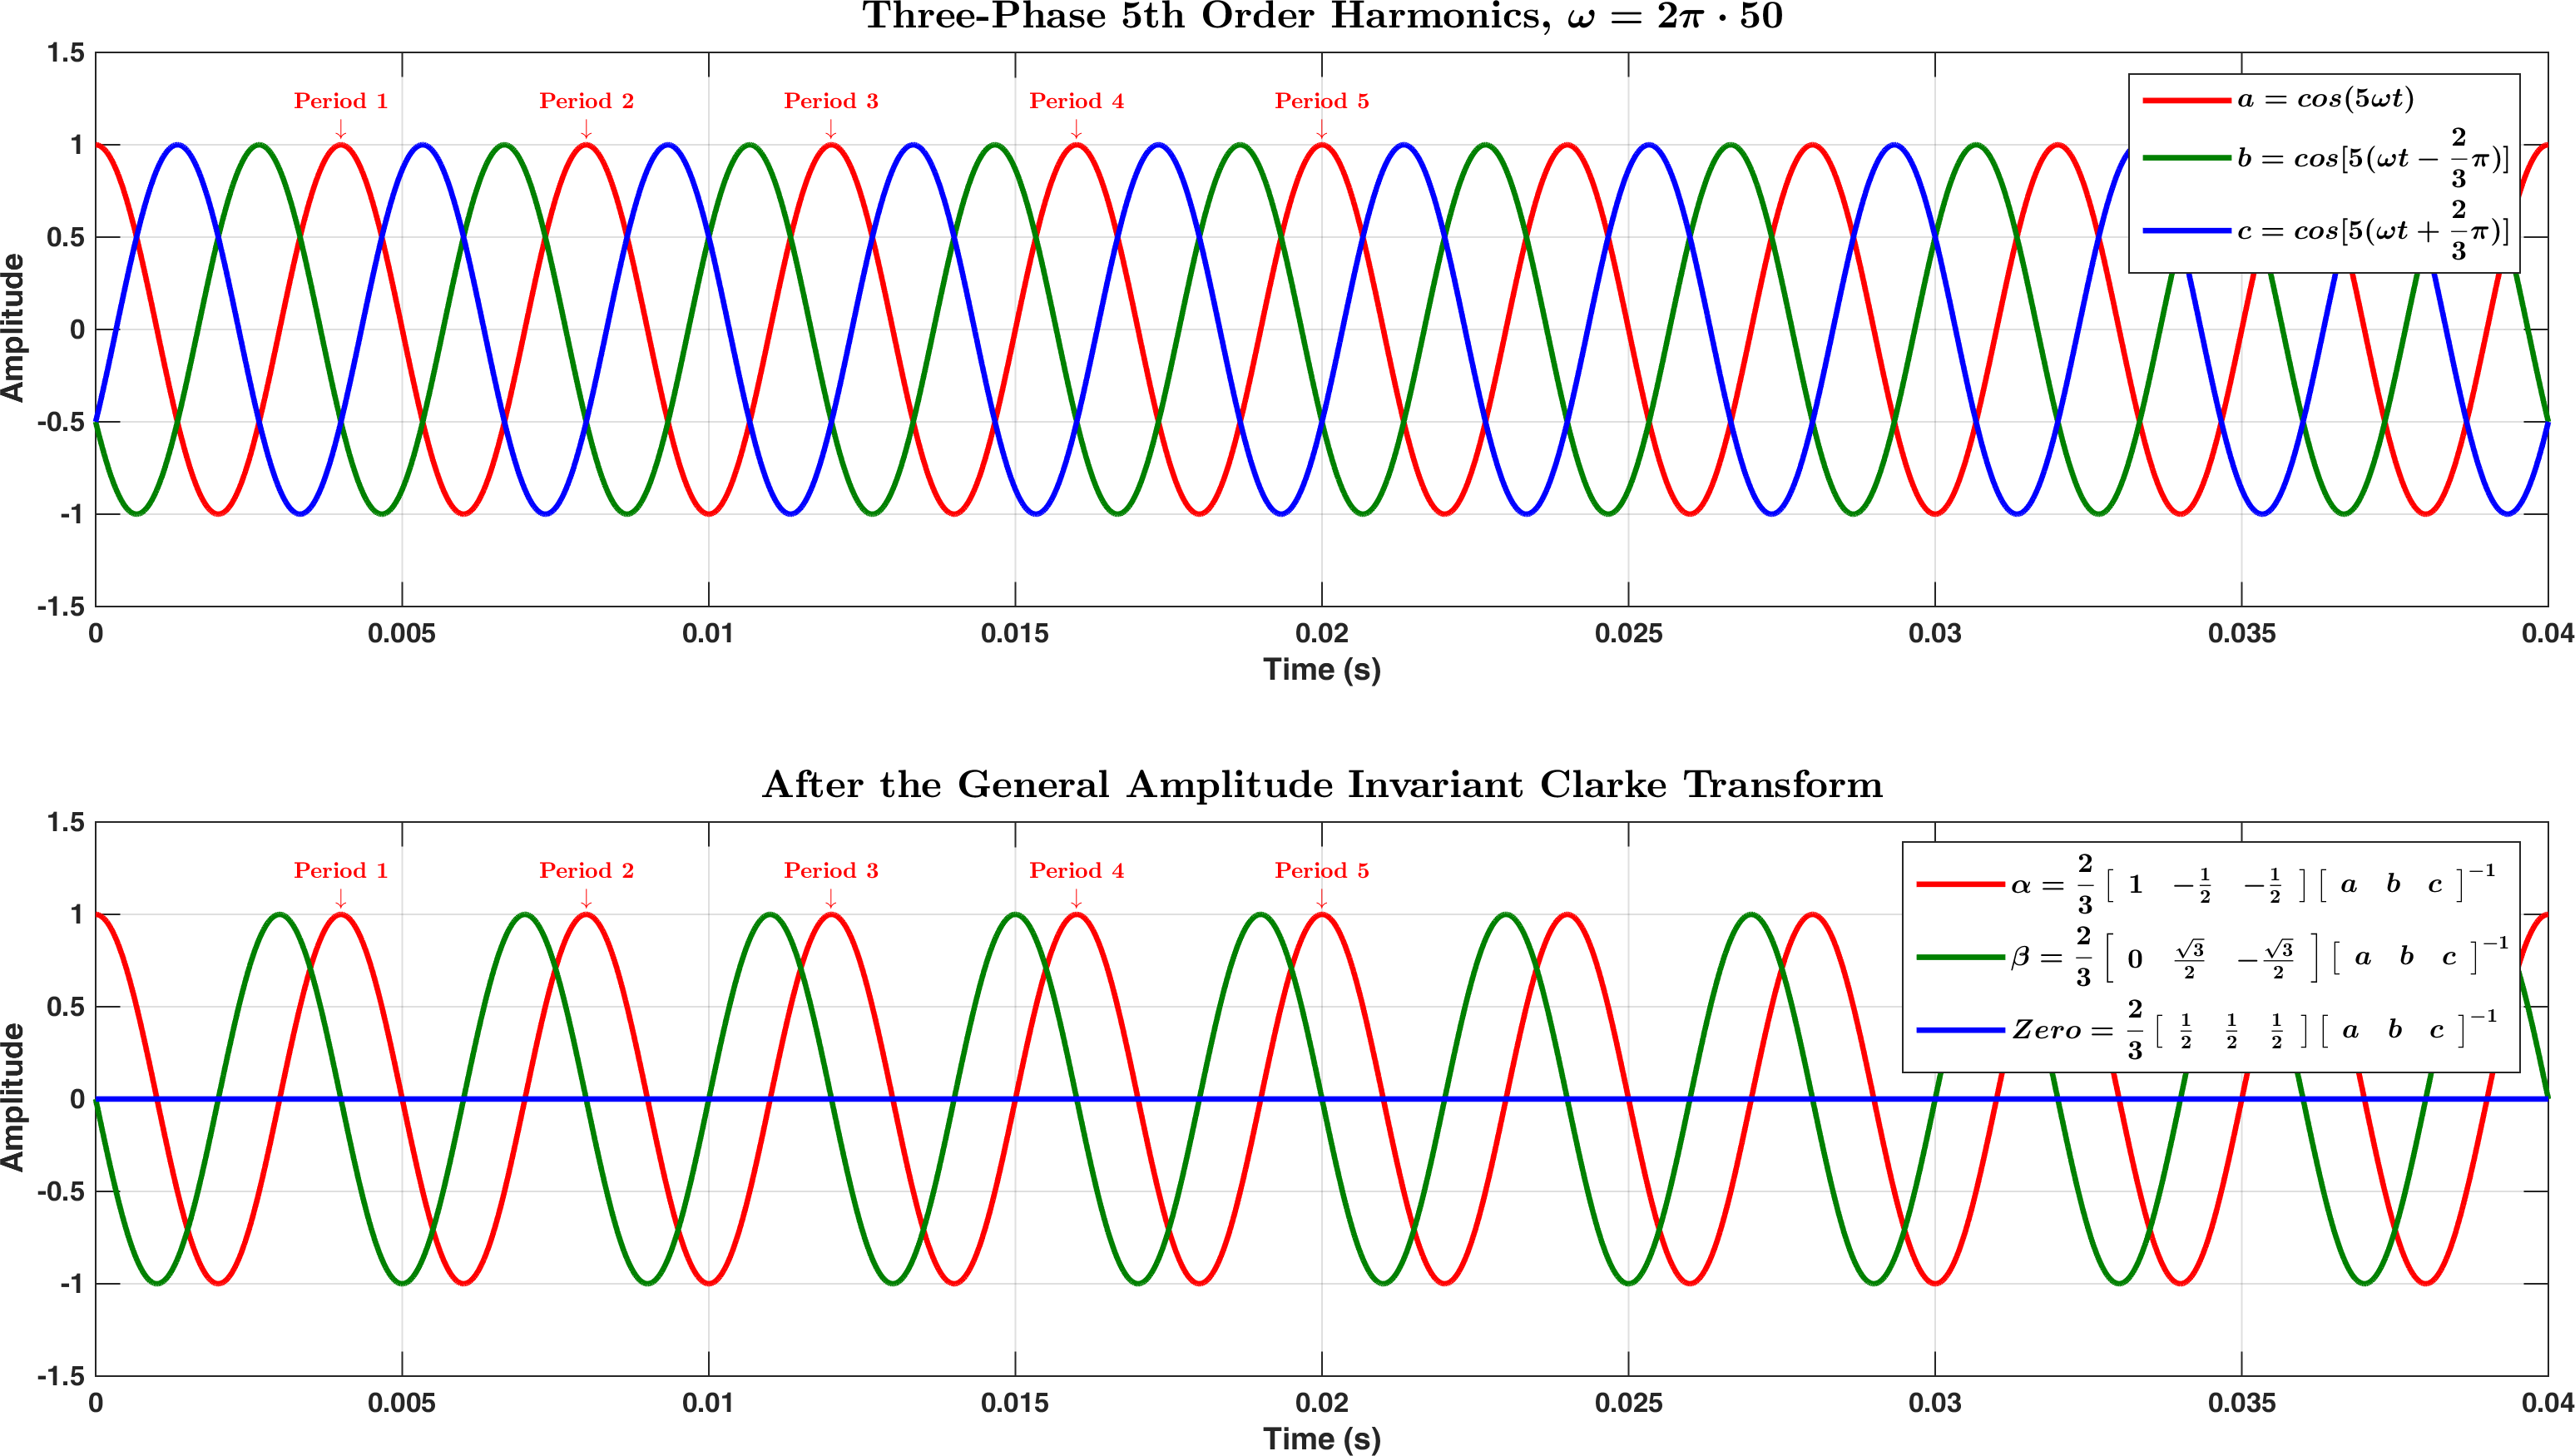 Three-Phase 5th Order Harmonics, ω = 2π · 50
1.5
1
0.5
0
-0.5
-1
-1.5
Amplitude
Period 1 Period 2 Period 3 Period 4 Period 5
↓ ↓ ↓ ↓ ↓
a = cos(5ωt)
b = cos[5(ωt − 2/3 π)]
c = cos[5(ωt + 2/3 π)]
0 0.005 0.01 0.015 0.02 0.025 0.03 0.035 0.04
Time (s)
After the General Amplitude Invariant Clarke Transform
1.5
1
0.5
0
-0.5
-1
-1.5
Amplitude
Period 1 Period 2 Period 3 Period 4 Period 5
↓ ↓ ↓ ↓ ↓
α = 2/3 [ 1 −1/2 −1/2 ] [ a b c ]⁻¹
β = 2/3 [ 0 √3/2 −√3/2 ] [ a b c ]⁻¹
Zero = 2/3 [ 1/2 1/2 1/2 ] [ a b c ]⁻¹
0 0.005 0.01 0.015 0.02 0.025 0.03 0.035 0.04
Time (s)